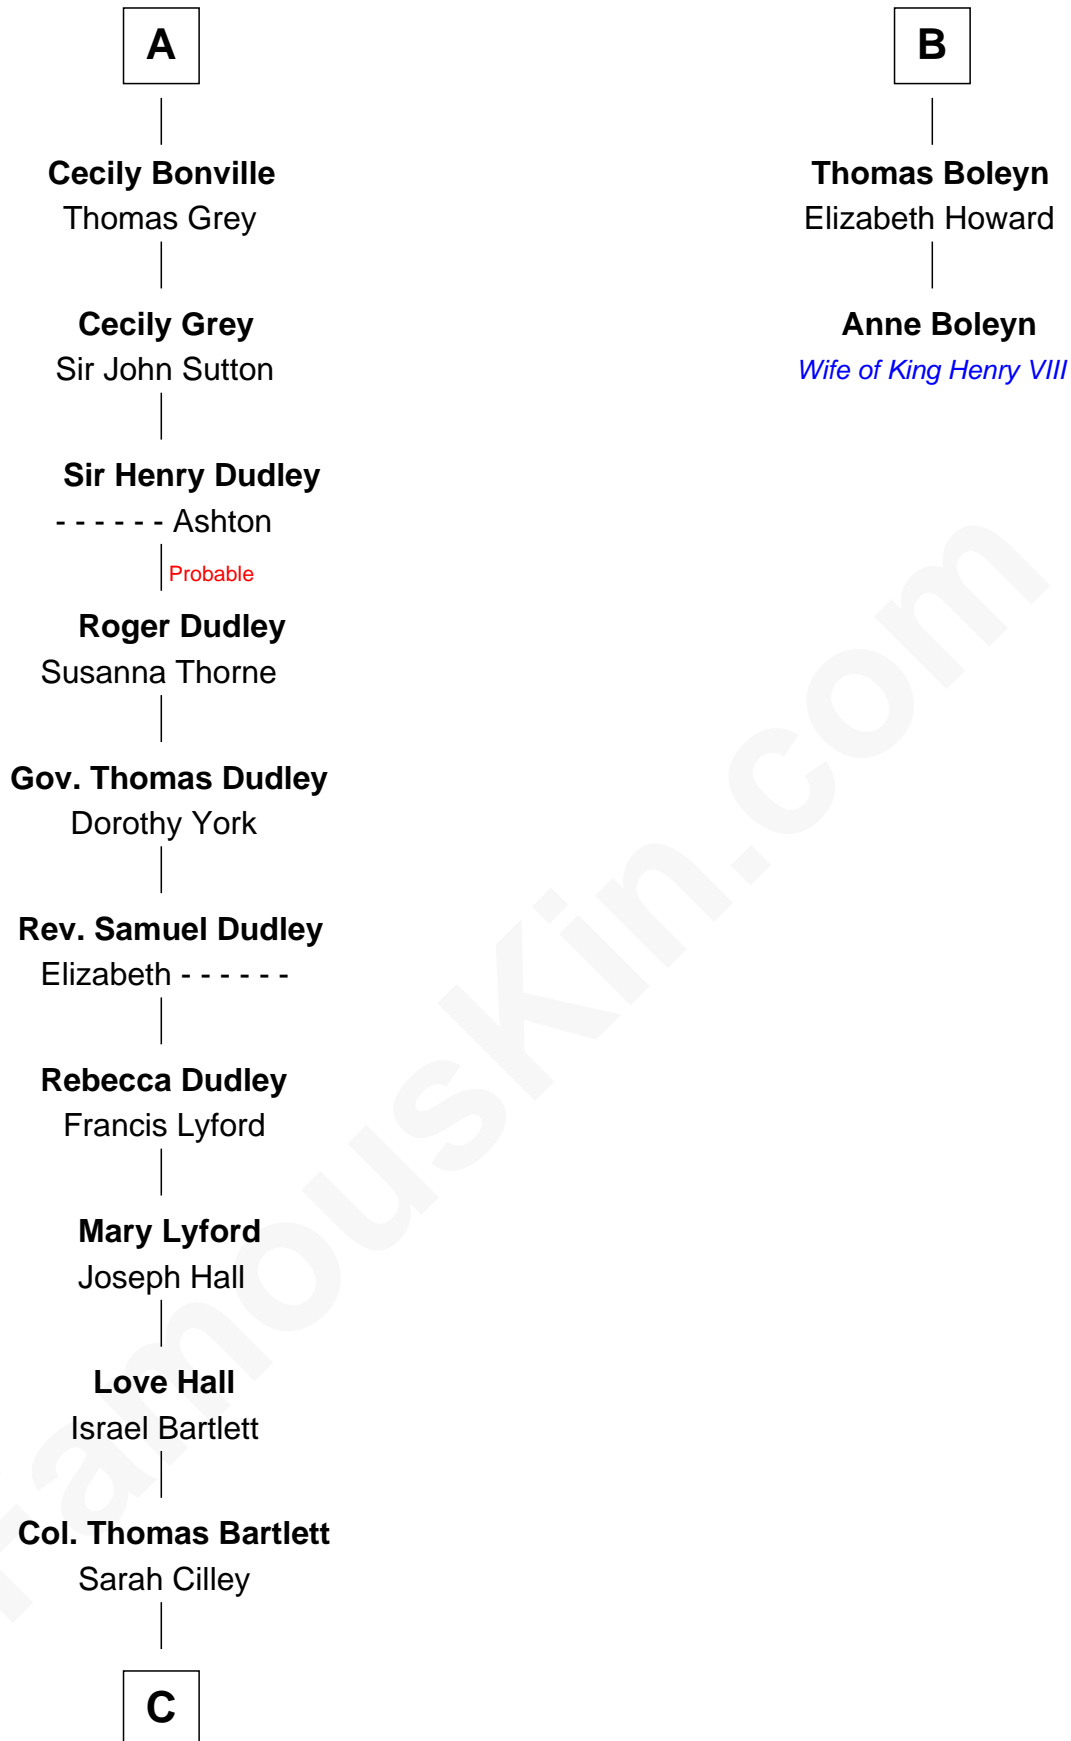 A
Cecily Bonville
Thomas Grey
Cecily Grey
Sir John Sutton
Sir Henry Dudley
- - - - - - Ashton
Probable
Roger Dudley
Susanna Thorne
Gov. Thomas Dudley
Dorothy York
Rev. Samuel Dudley
Elizabeth - - - - - -
Rebecca Dudley
Francis Lyford
Mary Lyford
Joseph Hall
Love Hall
Israel Bartlett
Col. Thomas Bartlett
Sarah Cilley
C
B
Thomas Boleyn
Elizabeth Howard
Anne Boleyn
Wife of King Henry VIII
FamousKin.com